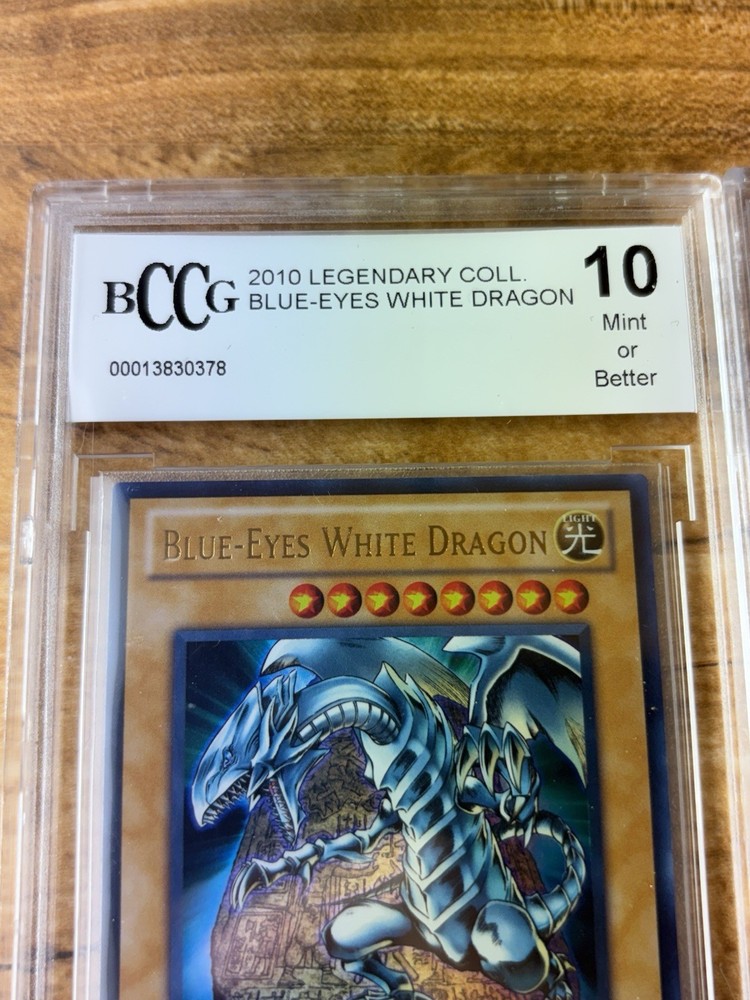 BCCG
2010 LEGENDARY COLL.
BLUE-EYES WHITE DRAGON
00013830378
10
Mint
or
Better
BLUE-EYES WHITE DRAGON
LIGHT
光